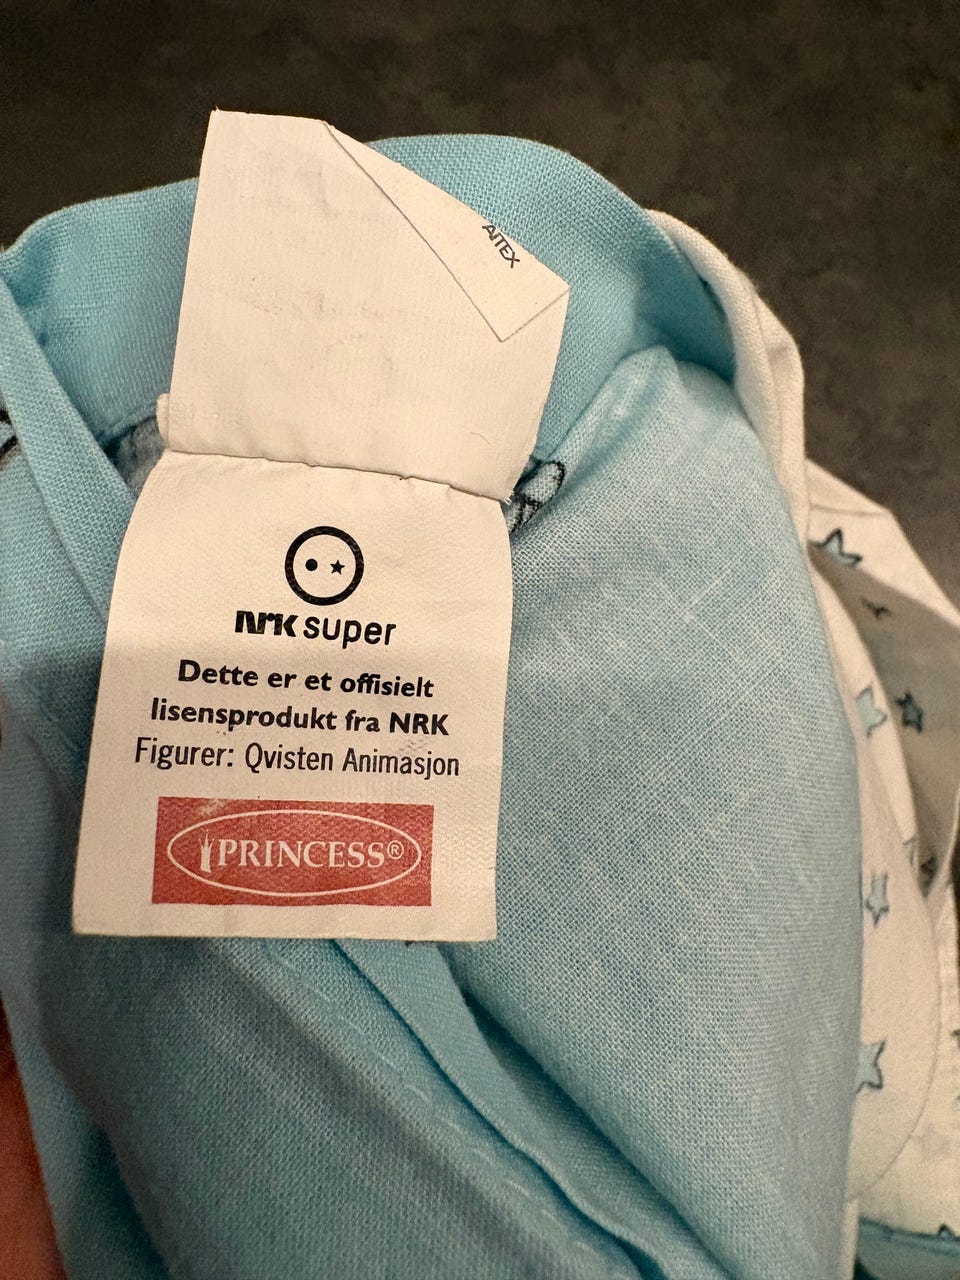 AITEX
nrk super
Dette er et offisielt
lisensprodukt fra NRK
Figurer: Qvisten Animasjon
PRINCESS®